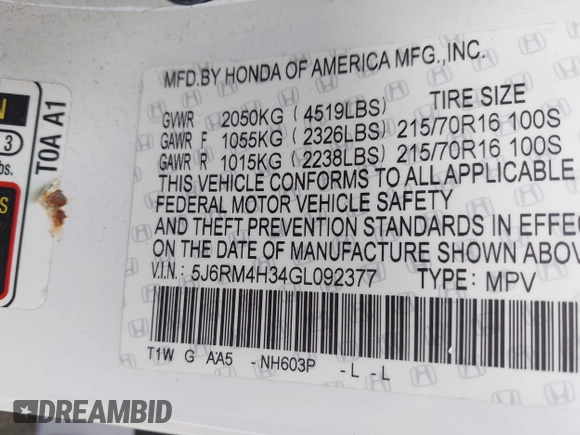 MFD.BY HONDA OF AMERICA MFG.,INC.
GVWR 2050KG (4519LBS) TIRE SIZE
GAWR F 1055KG (2326LBS) 215/70R16 100S
GAWR R 1015KG (2238LBS) 215/70R16 100S
THIS VEHICLE CONFORMS TO ALL APPLICABLE
FEDERAL MOTOR VEHICLE SAFETY
AND THEFT PREVENTION STANDARDS IN EFFEC
ON THE DATE OF MANUFACTURE SHOWN ABOV
V.I.N.: 5J6RM4H34GL092377 TYPE: MPV
T1W G AA5 -NH603P -L -L
N
3
bs.
S
T0A A1
DREAMBID